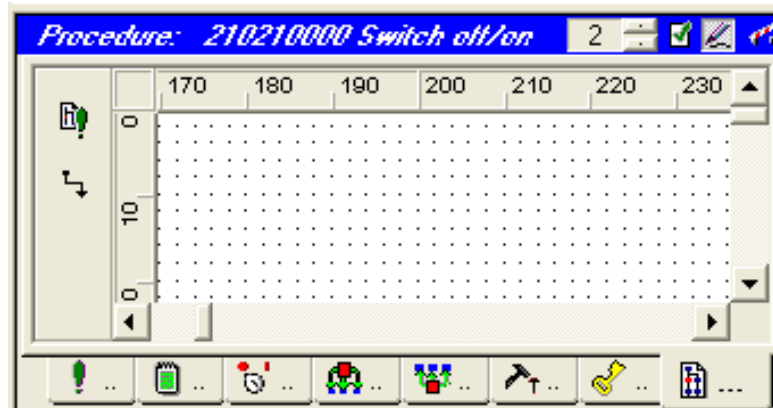 Procedure: 210210000 Switch off/on 2
170 180 190 200 210 220 230
0
10
0
.. .. .. .. .. .. .. ...